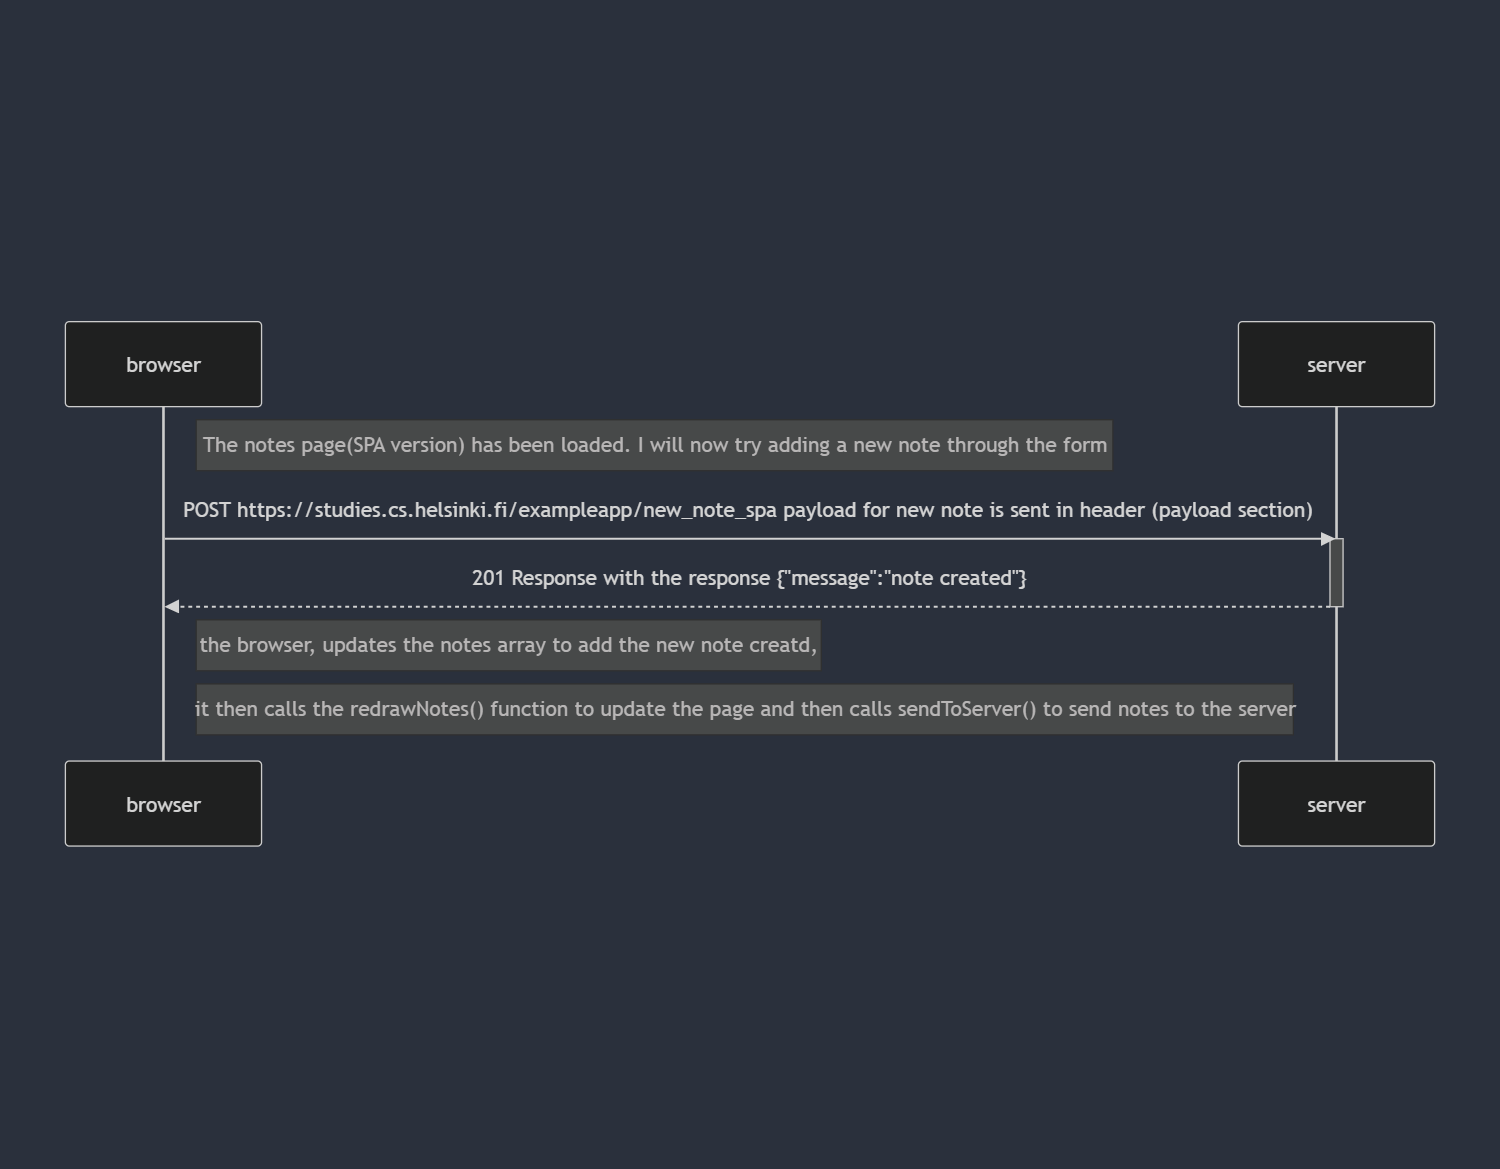 browser
server
The notes page(SPA version) has been loaded. I will now try adding a new note through the form
POST https://studies.cs.helsinki.fi/exampleapp/new_note_spa payload for new note is sent in header (payload section)
201 Response with the response {"message":"note created"}
the browser, updates the notes array to add the new note creatd,
it then calls the redrawNotes() function to update the page and then calls sendToServer() to send notes to the server
browser
server